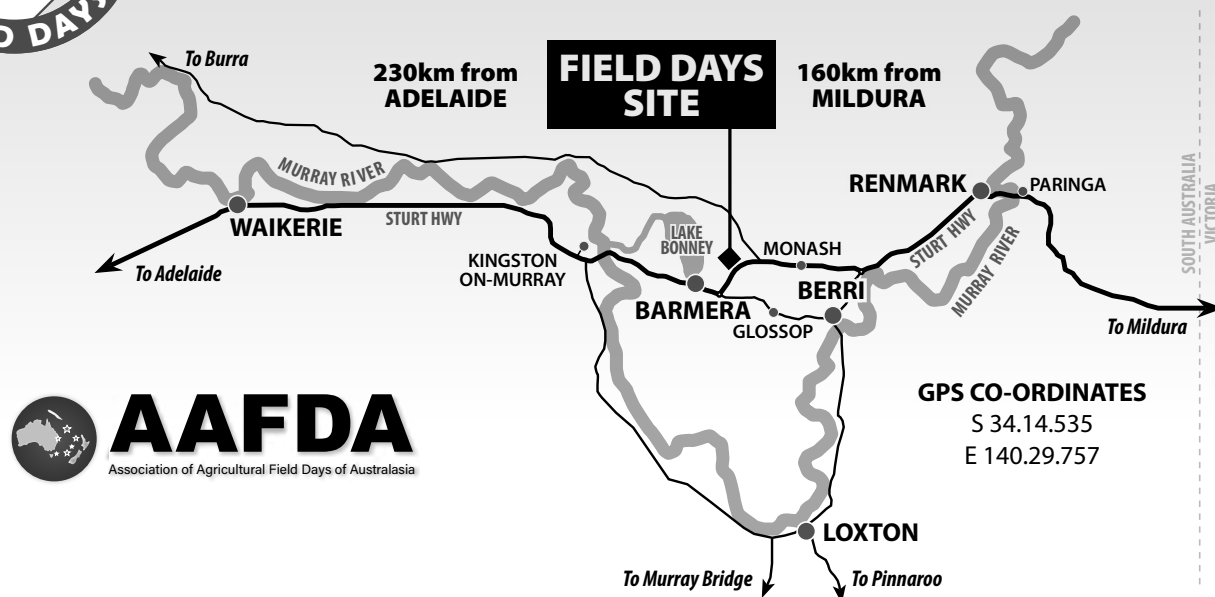 D DAYS
To Burra
230km from
ADELAIDE
FIELD DAYS
SITE
160km from
MILDURA
MURRAY RIVER
RENMARK
PARINGA
SOUTH AUSTRALIA
VICTORIA
WAIKERIE
STURT HWY
LAKE
BONNEY
STURT HWY
MURRAY RIVER
To Adelaide
KINGSTON
ON-MURRAY
MONASH
BERRI
BARMERA
GLOSSOP
To Mildura
AAFDA
Association of Agricultural Field Days of Australasia
GPS CO-ORDINATES
S 34.14.535
E 140.29.757
LOXTON
To Murray Bridge
To Pinnaroo